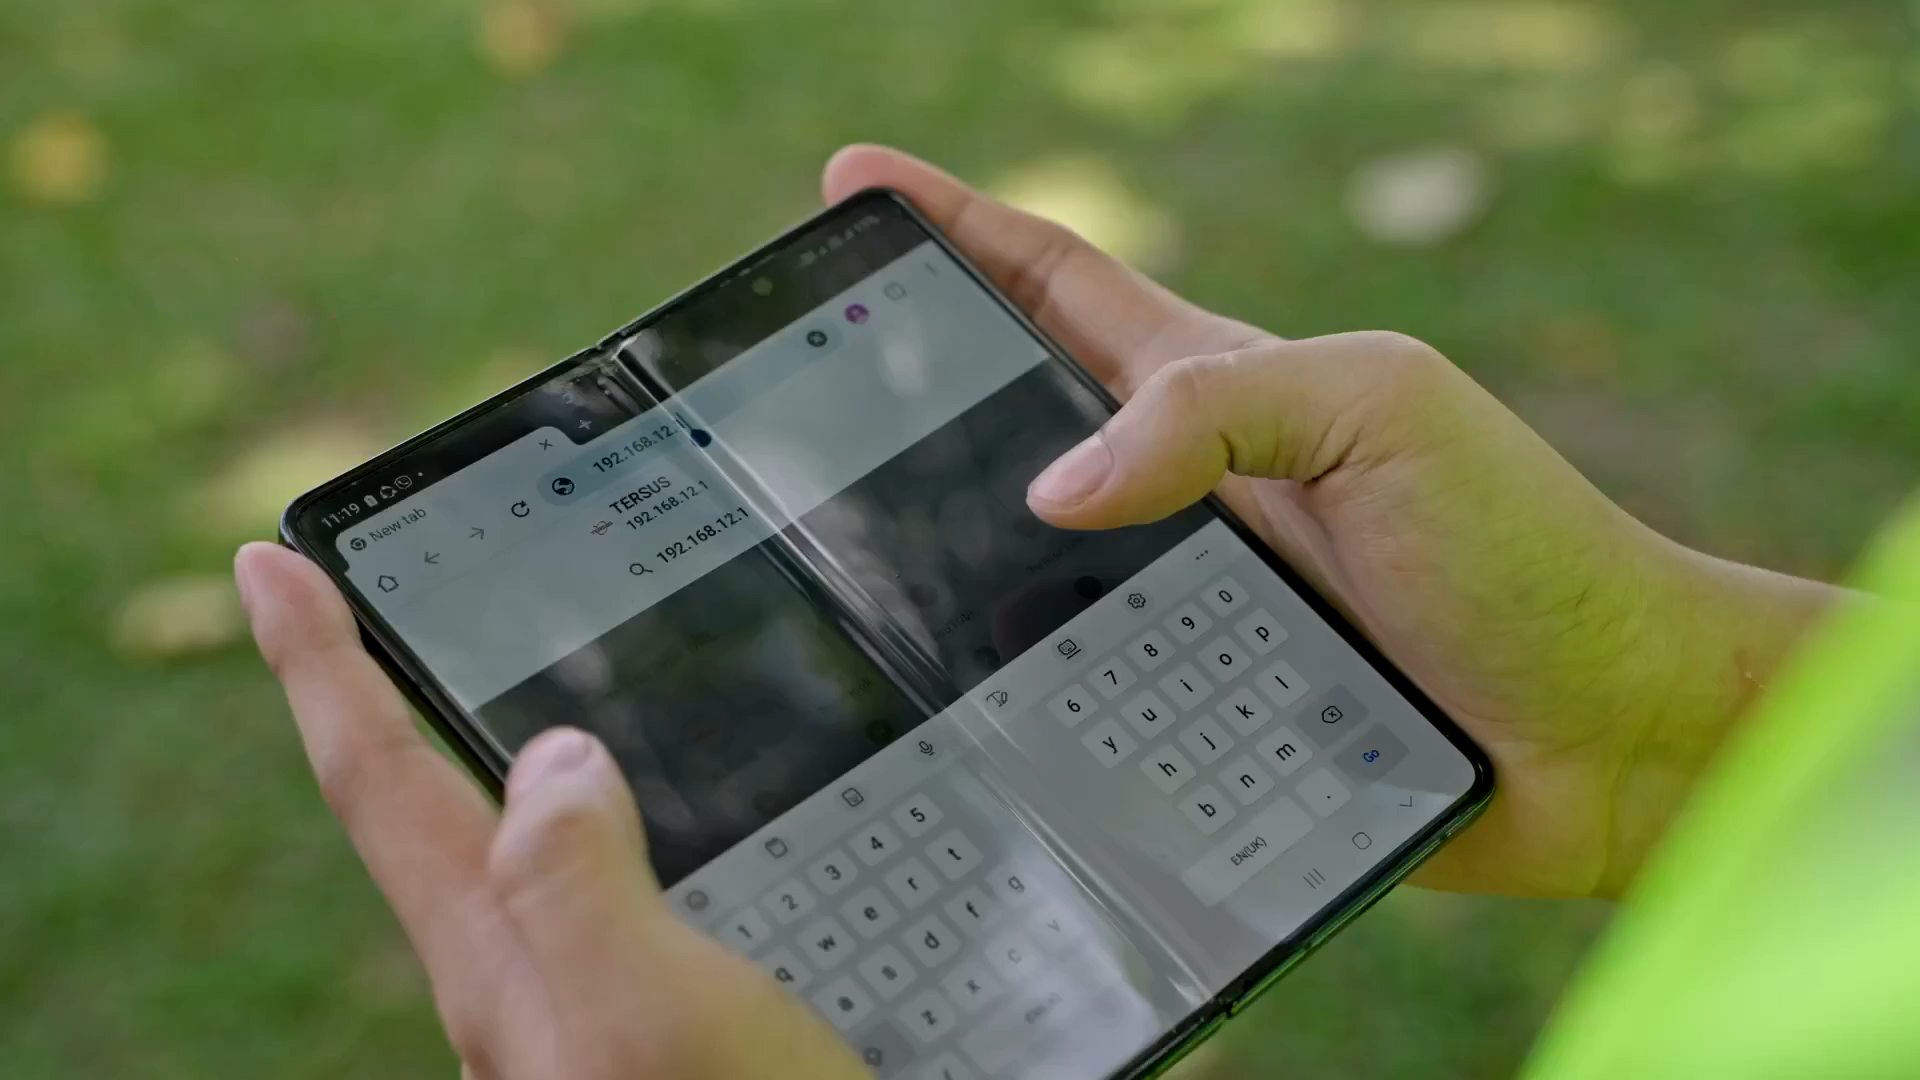 11:19
New tab
192.168.12.
TERSUS
192.168.12.1
192.168.12.1
1 2 3 4 5
6 7 8 9 0
q w e r t
y u i o p
a s d f g
h j k l
z x c v
b n m
Go
EN(UK)
.